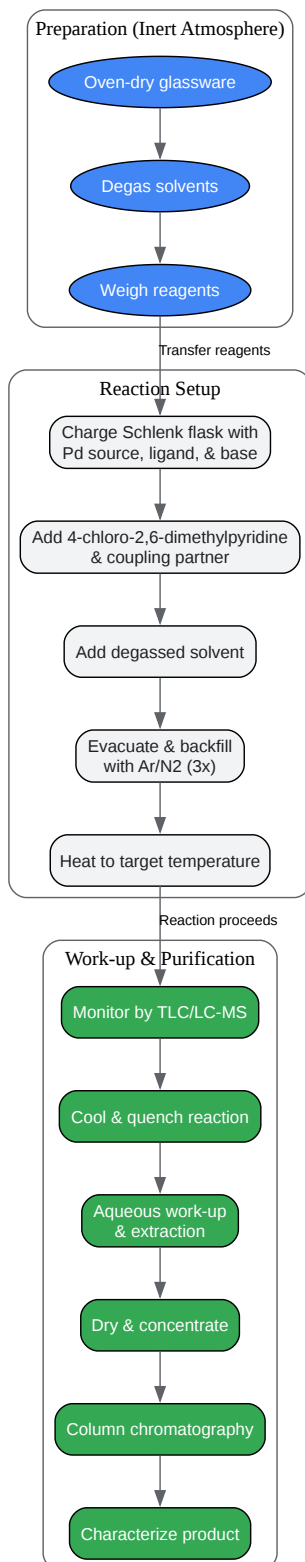 Preparation (Inert Atmosphere)
Oven-dry glassware
Degas solvents
Weigh reagents
Transfer reagents
Reaction Setup
Charge Schlenk flask with
Pd source, ligand, & base
Add 4-chloro-2,6-dimethylpyridine
& coupling partner
Add degassed solvent
Evacuate & backfill
with Ar/N2 (3x)
Heat to target temperature
Reaction proceeds
Work-up & Purification
Monitor by TLC/LC-MS
Cool & quench reaction
Aqueous work-up
& extraction
Dry & concentrate
Column chromatography
Characterize product